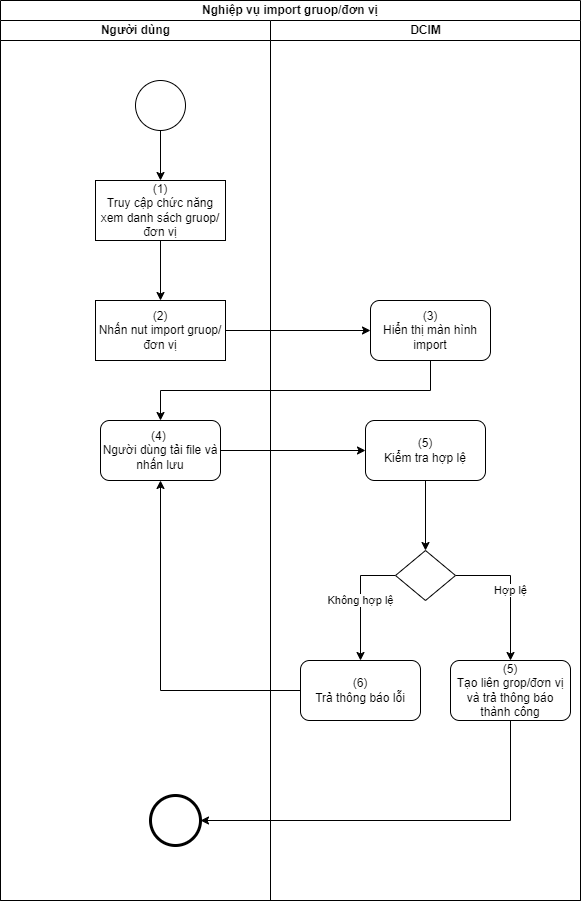 Nghiệp vụ import gruop/đơn vị
Người dùng
DCIM
(1)
Truy cập chức năng
xem danh sách gruop/
đơn vị
(2)
Nhấn nut import gruop/
đơn vị
(3)
Hiển thị màn hình
import
(4)
Người dùng tải file và
nhấn lưu
(5)
Kiểm tra hợp lệ
Không hợp lệ
Hợp lệ
(6)
Trả thông báo lỗi
(5)
Tạo liên grop/đơn vị
và trả thông báo
thành công